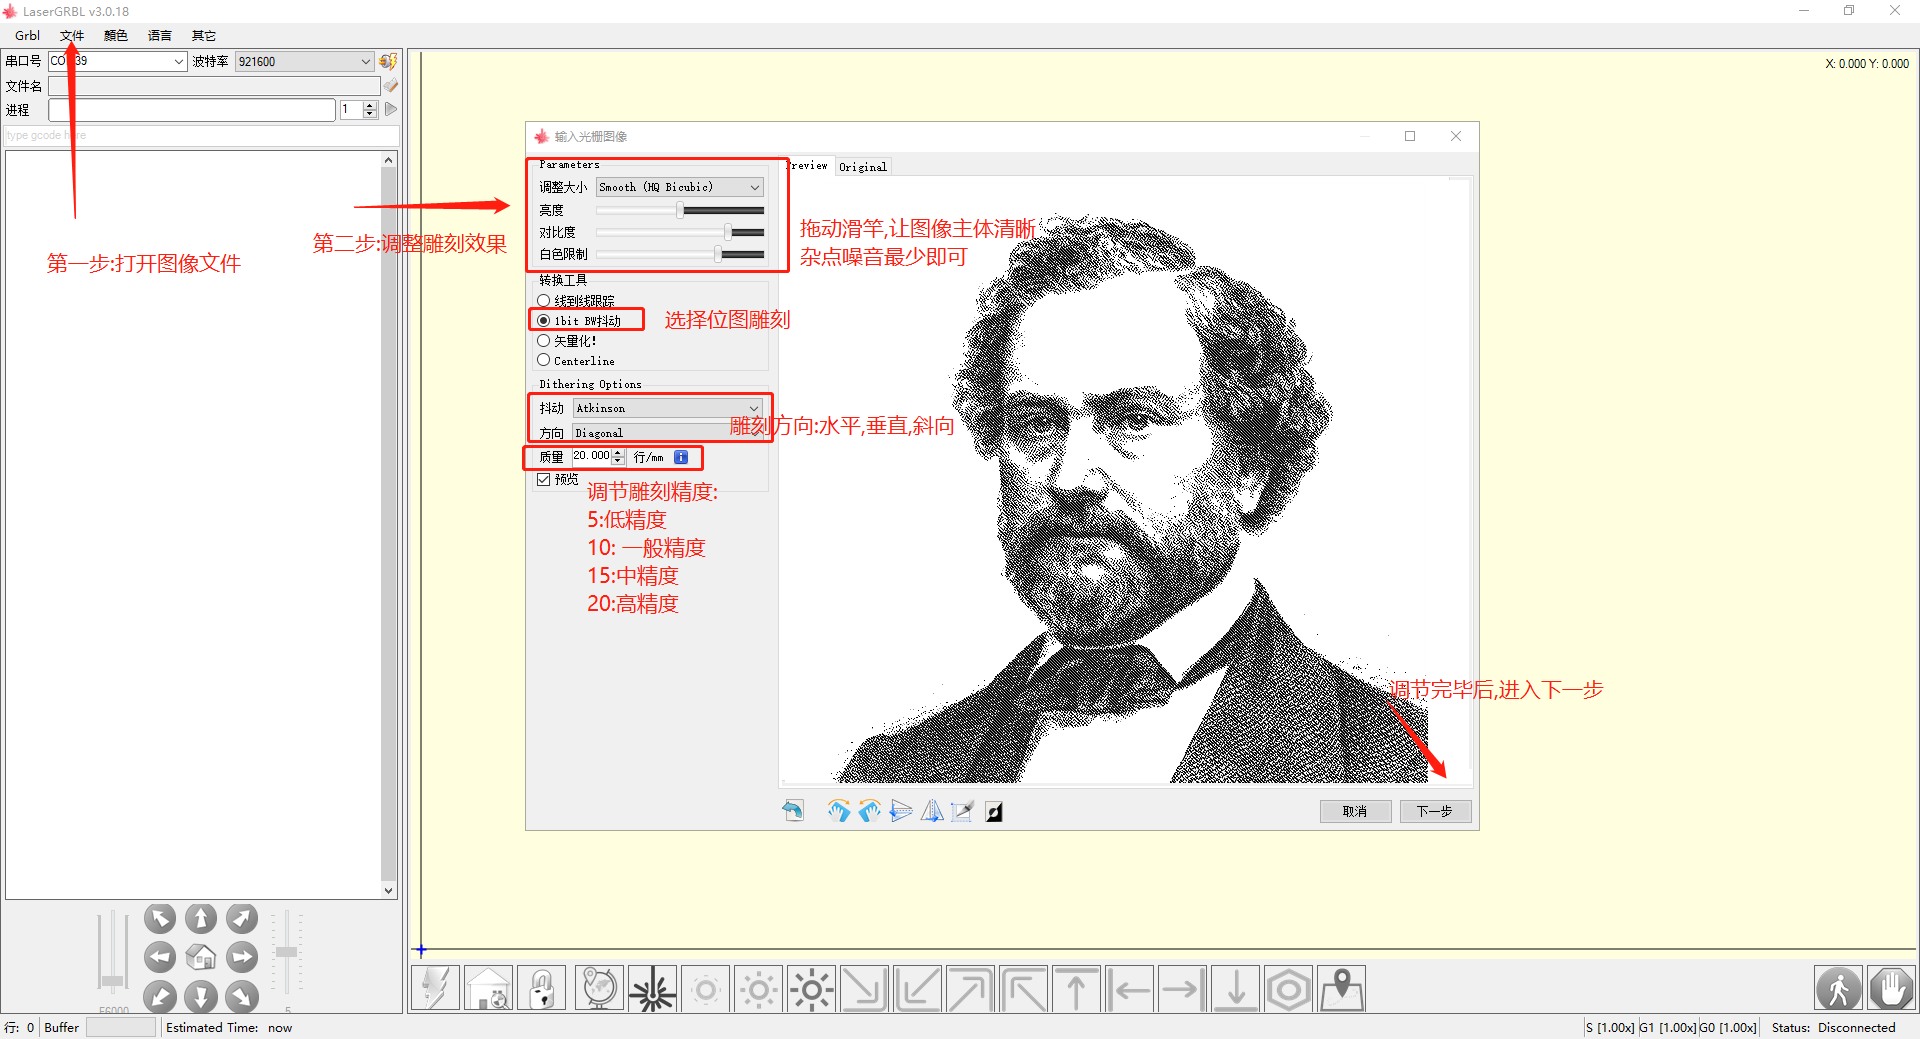 LaserGRBL v3.0.18
Grbl 文件 颜色 语言 其它
串口号 波特率 921600
文件名
进程 1
type gcode here
X: 0.000 Y: 0.000
第一步:打开图像文件
第二步:调整雕刻效果
输入光栅图像
Parameters
调整大小 Smooth (HQ Bicubic)
亮度
对比度
白色限制
Preview Original
拖动滑竿,让图像主体清晰
杂点噪音最少即可
转换工具
线到线跟踪
1bit BW抖动
选择位图雕刻
矢量化!
Centerline
Dithering Options
抖动 Atkinson
方向 Diagonal
雕刻方向:水平,垂直,斜向
质量 20.000 行/mm
预览
调节雕刻精度:
5:低精度
10: 一般精度
15:中精度
20:高精度
调节完毕后,进入下一步
取消 下一步
F6000 5
行: 0 Buffer Estimated Time: now
S [1.00x] G1 [1.00x] G0 [1.00x] Status: Disconnected